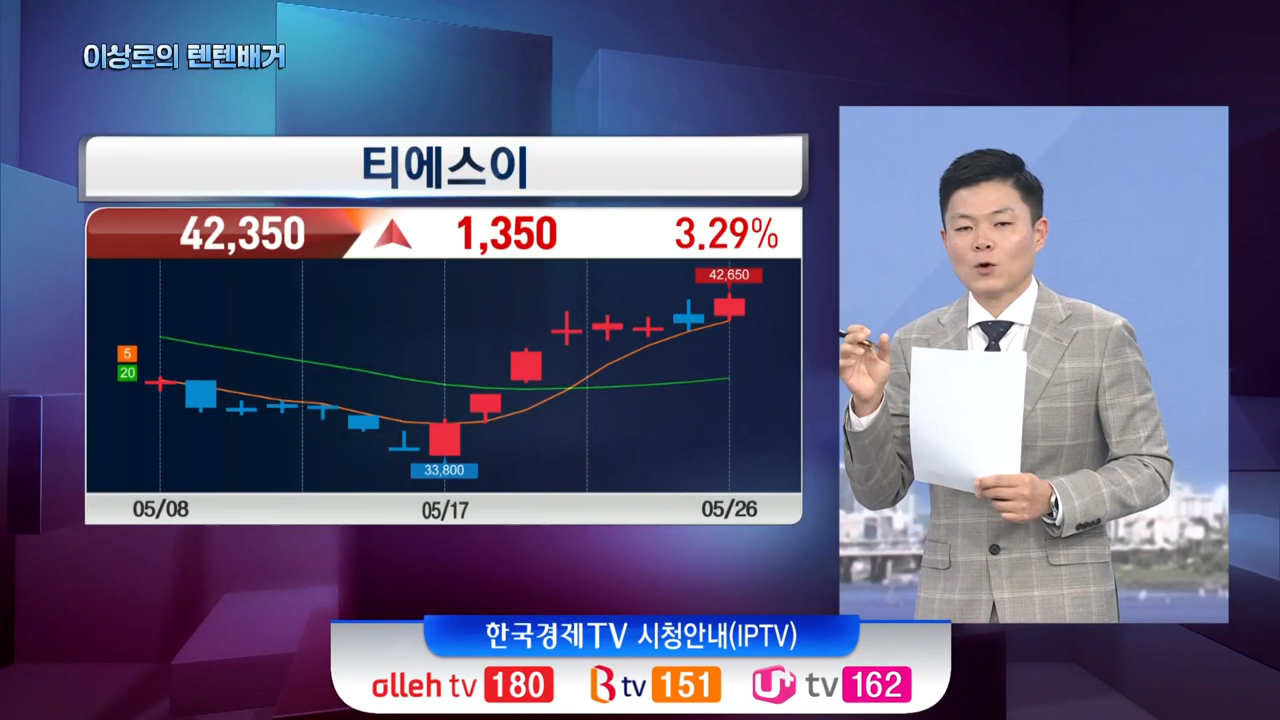 이상로의 텐텐배거
티에스이
42,350 ▲ 1,350 3.29%
42,650
5
20
33,800
05/08 05/17 05/26
한국경제TV 시청안내(IPTV)
olleh tv 180 B tv 151 U+ tv 162